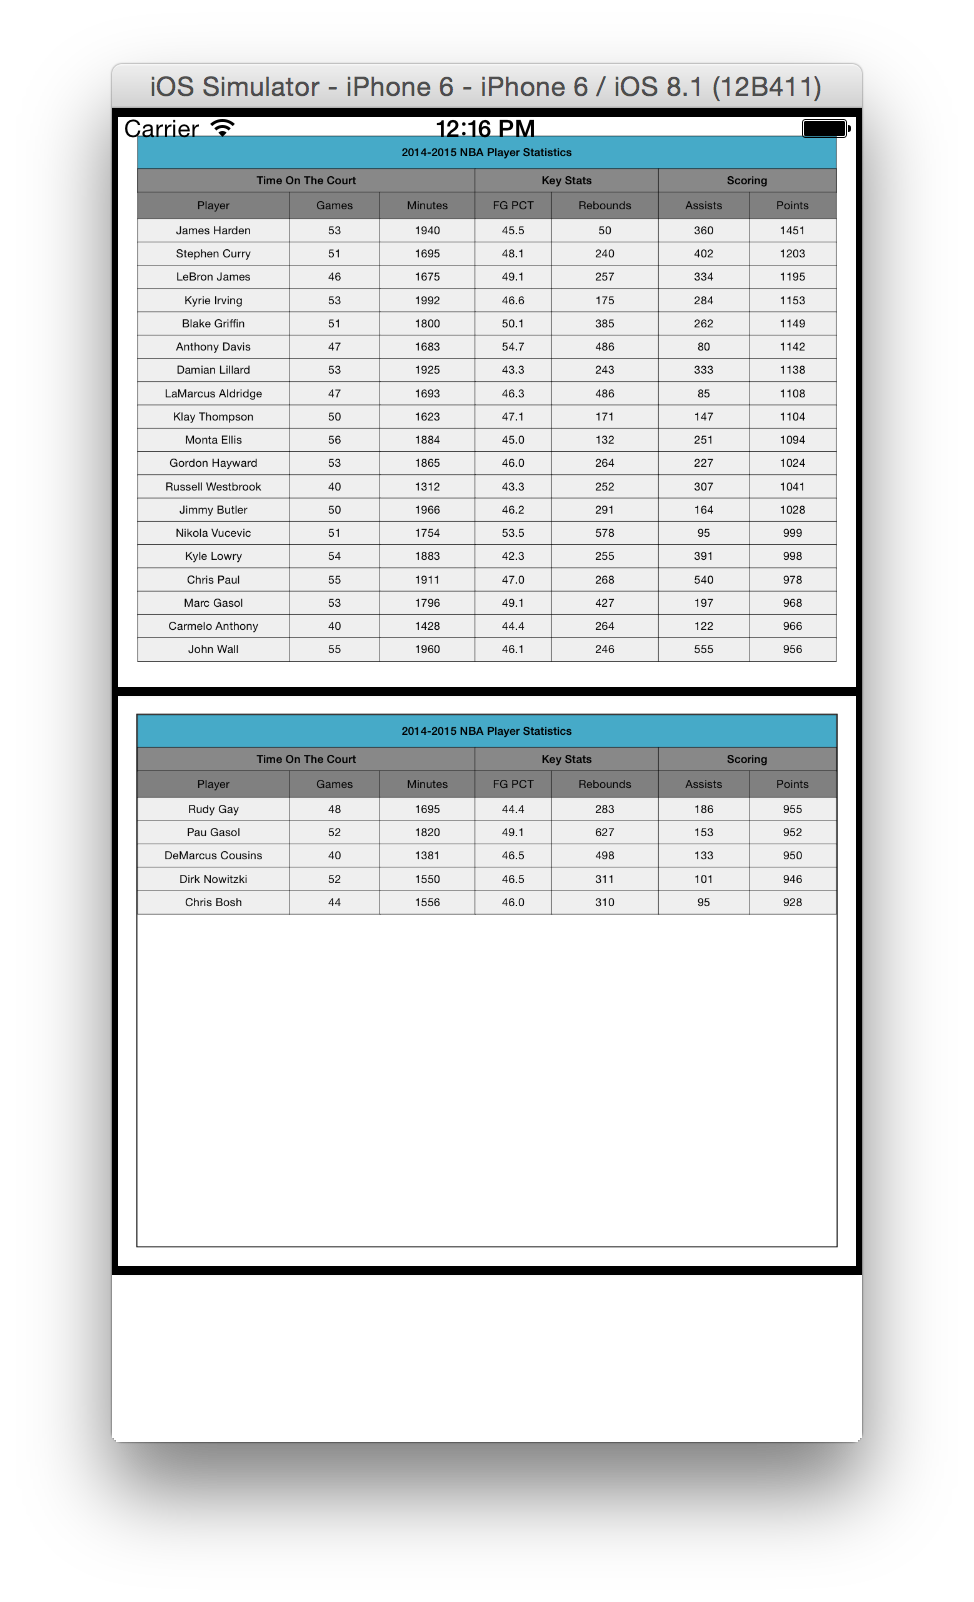 iOS Simulator - iPhone 6 - iPhone 6 / iOS 8.1 (12B411)
Carrier 12:16 PM
2014-2015 NBA Player Statistics
Time On The Court Key Stats Scoring
Player Games Minutes FG PCT Rebounds Assists Points
James Harden 53 1940 45.5 50 360 1451
Stephen Curry 51 1695 48.1 240 402 1203
LeBron James 46 1675 49.1 257 334 1195
Kyrie Irving 53 1992 46.6 175 284 1153
Blake Griffin 51 1800 50.1 385 262 1149
Anthony Davis 47 1683 54.7 486 80 1142
Damian Lillard 53 1925 43.3 243 333 1138
LaMarcus Aldridge 47 1693 46.3 486 85 1108
Klay Thompson 50 1623 47.1 171 147 1104
Monta Ellis 56 1884 45.0 132 251 1094
Gordon Hayward 53 1865 46.0 264 227 1024
Russell Westbrook 40 1312 43.3 252 307 1041
Jimmy Butler 50 1966 46.2 291 164 1028
Nikola Vucevic 51 1754 53.5 578 95 999
Kyle Lowry 54 1883 42.3 255 391 998
Chris Paul 55 1911 47.0 268 540 978
Marc Gasol 53 1796 49.1 427 197 968
Carmelo Anthony 40 1428 44.4 264 122 966
John Wall 55 1960 46.1 246 555 956
2014-2015 NBA Player Statistics
Time On The Court Key Stats Scoring
Player Games Minutes FG PCT Rebounds Assists Points
Rudy Gay 48 1695 44.4 283 186 955
Pau Gasol 52 1820 49.1 627 153 952
DeMarcus Cousins 40 1381 46.5 498 133 950
Dirk Nowitzki 52 1550 46.5 311 101 946
Chris Bosh 44 1556 46.0 310 95 928